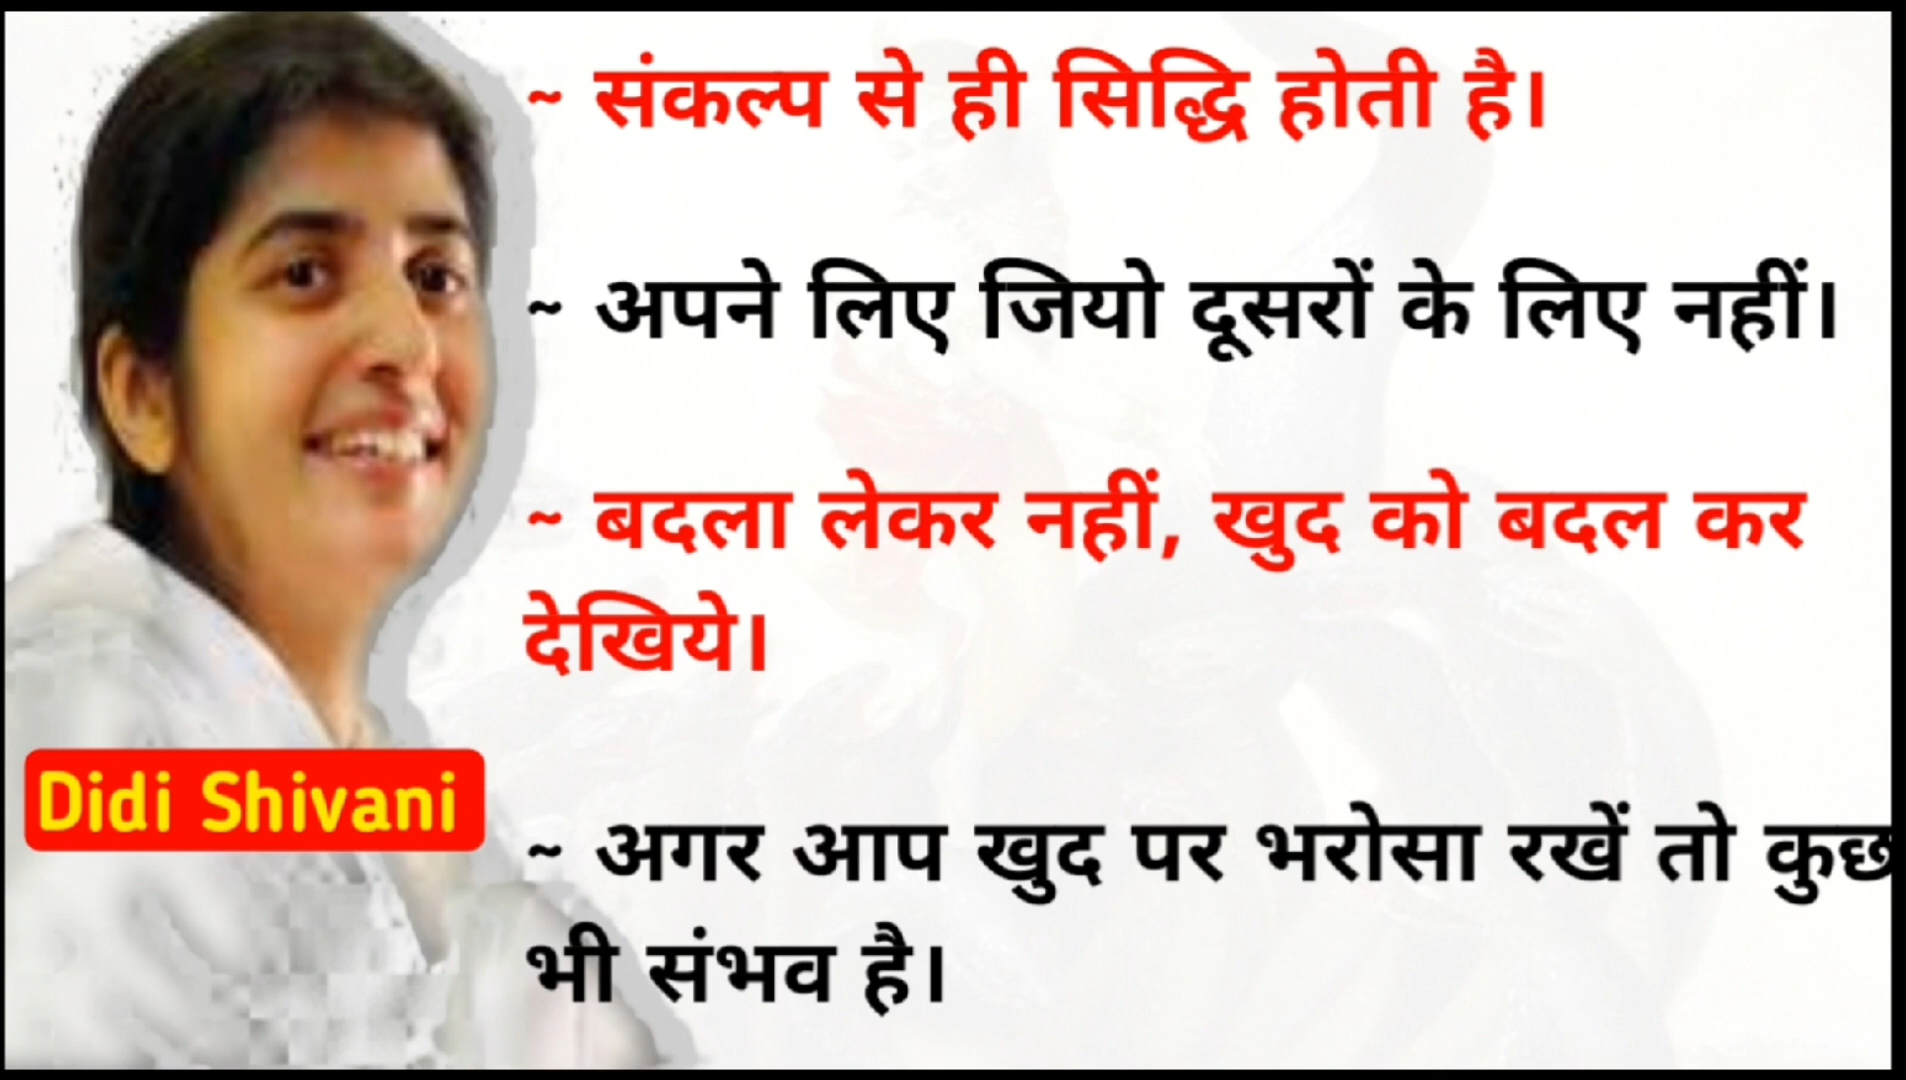 ~ संकल्प से ही सिद्धि होती है।
~ अपने लिए जियो दूसरों के लिए नहीं।
~ बदला लेकर नहीं, खुद को बदल कर
देखिये।
Didi Shivani
~ अगर आप खुद पर भरोसा रखें तो कुछ
भी संभव है।